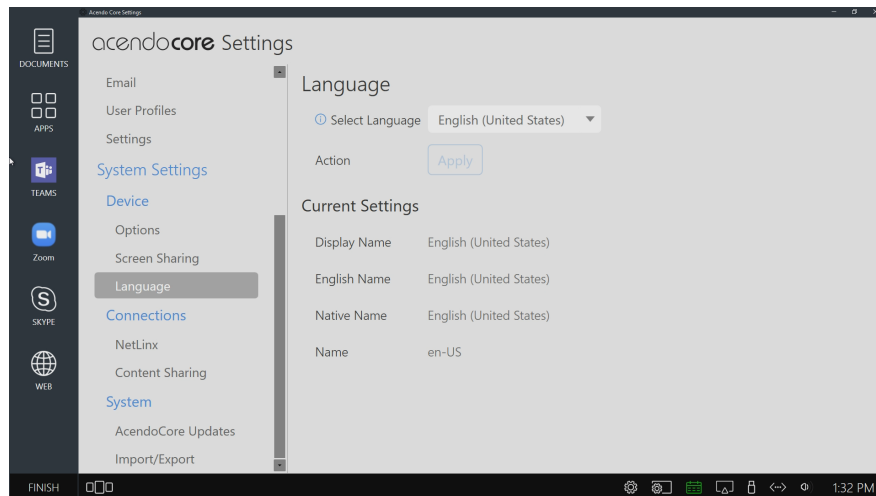 Acendo Core Settings
acendocore Settings
DOCUMENTS
APPS
TEAMS
Zoom
SKYPE
WEB
Email
User Profiles
Settings
System Settings
Device
Options
Screen Sharing
Language
Connections
NetLinx
Content Sharing
System
AcendoCore Updates
Import/Export
Language
Select Language English (United States)
Action Apply
Current Settings
Display Name English (United States)
English Name English (United States)
Native Name English (United States)
Name en-US
FINISH 1:32 PM